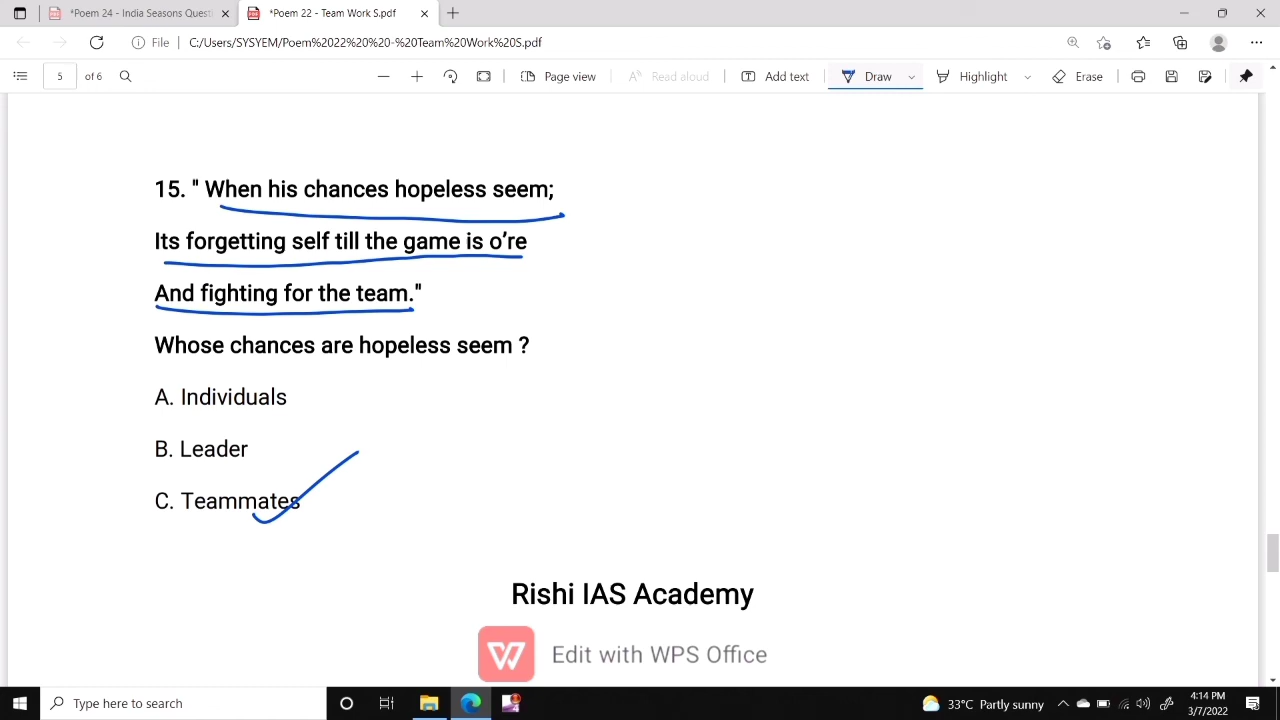 *Poem 24 - India Seasons Questi
*Poem 22 - Team Work S.pdf
File | C:/Users/SYSYEM/Poem%2022%20%20-%20Team%20Work%20S.pdf
5 of 6
Page view
Read aloud
Add text
Draw
Highlight
Erase
15. " When his chances hopeless seem;
Its forgetting self till the game is o’re
And fighting for the team."
Whose chances are hopeless seem ?
A. Individuals
B. Leader
C. Teammates
Rishi IAS Academy
Edit with WPS Office
Type here to search
33°C Partly sunny
4:14 PM
3/7/2022